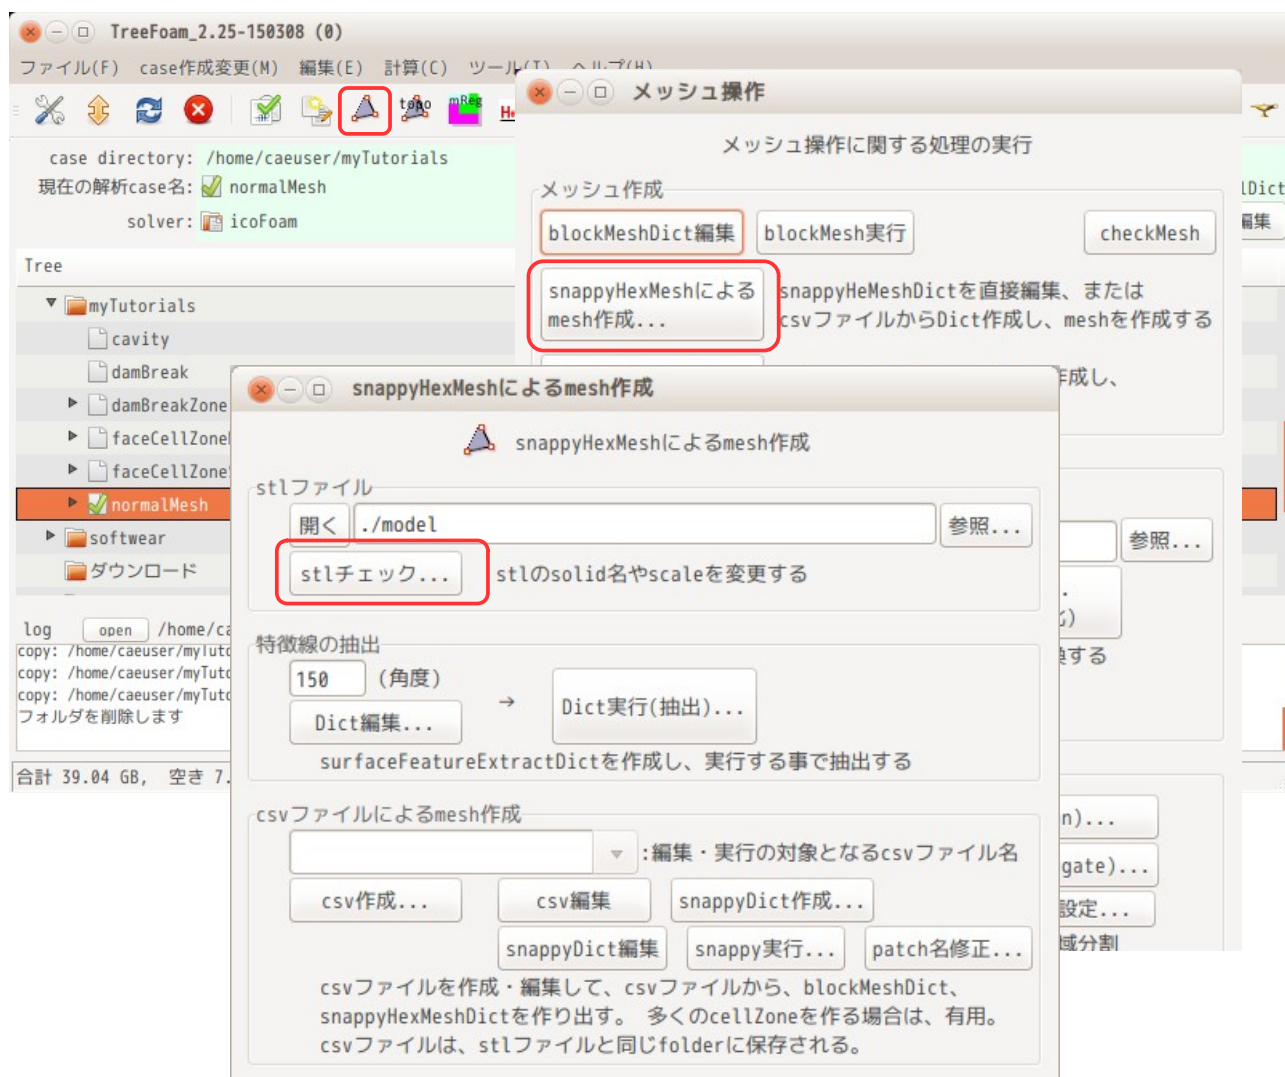 TreeFoam_2.25-150308 (0)
ファイル(F) case作成変更(M) 編集(E) 計算(C) ツール(T) ヘルプ(H)
topo
mReg
case directory: /home/caeuser/myTutorials
現在の解析case名: normalMesh
solver: icoFoam
Tree
myTutorials
cavity
damBreak
damBreakZone
faceCellZone
faceCellZone
normalMesh
softwear
ダウンロード
log open /home/ca
copy: /home/caeuser/myTuto
copy: /home/caeuser/myTuto
copy: /home/caeuser/myTuto
フォルダを削除します
合計 39.04 GB, 空き 7.
メッシュ操作
メッシュ操作に関する処理の実行
メッシュ作成
blockMeshDict編集 blockMesh実行 checkMesh
snappyHexMeshによる
mesh作成...
snappyHeMeshDictを直接編集、または
csvファイルからDict作成し、meshを作成する
作成し、
lDict
編集
参照...
換する
n)...
gate)...
設定...
域分割
snappyHexMeshによるmesh作成
snappyHexMeshによるmesh作成
stlファイル
開く ./model 参照...
stlチェック... stlのsolid名やscaleを変更する
特徴線の抽出
150 (角度)
Dict編集... → Dict実行(抽出)...
surfaceFeatureExtractDictを作成し、実行する事で抽出する
csvファイルによるmesh作成
:編集・実行の対象となるcsvファイル名
csv作成... csv編集 snappyDict作成...
snappyDict編集 snappy実行... patch名修正...
csvファイルを作成・編集して、csvファイルから、blockMeshDict、
snappyHexMeshDictを作り出す。 多くのcellZoneを作る場合は、有用。
csvファイルは、stlファイルと同じfolderに保存される。